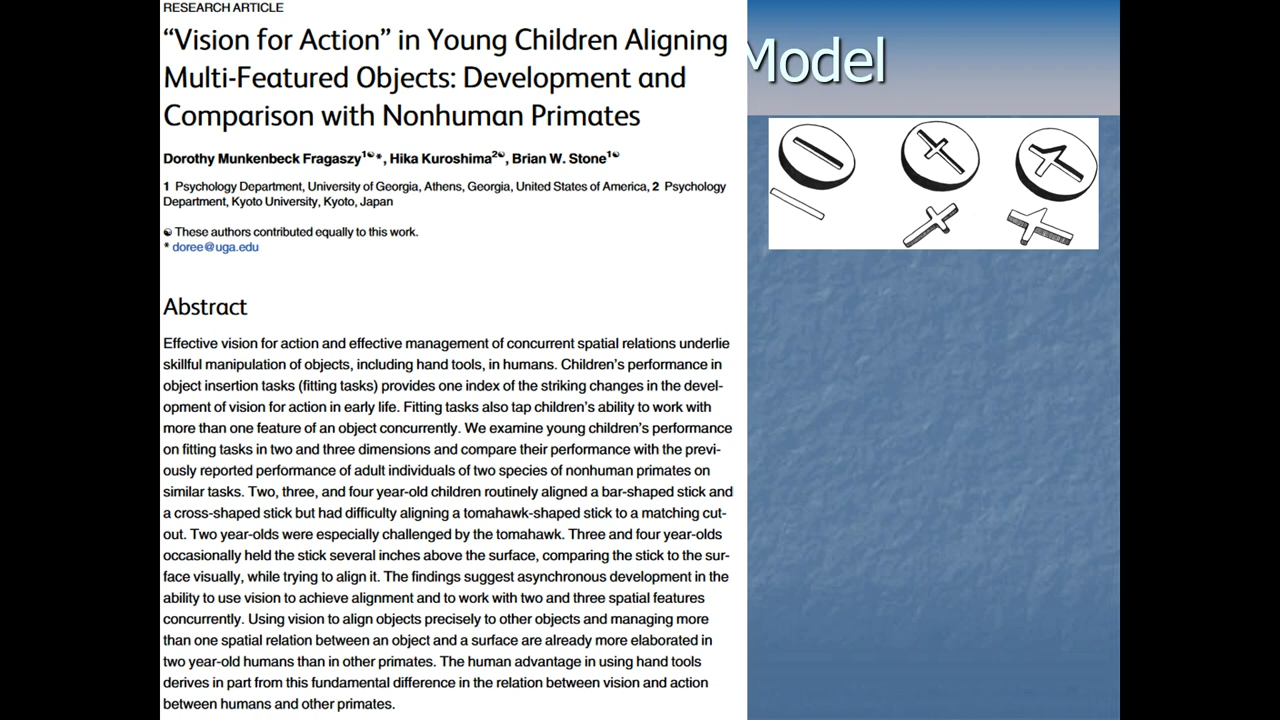 RESEARCH ARTICLE
“Vision for Action” in Young Children Aligning
Multi-Featured Objects: Development and
Comparison with Nonhuman Primates
Dorothy Munkenbeck Fragaszy1☯*, Hika Kuroshima2☯, Brian W. Stone1☯
1 Psychology Department, University of Georgia, Athens, Georgia, United States of America, 2 Psychology
Department, Kyoto University, Kyoto, Japan
☯ These authors contributed equally to this work.
* doree@uga.edu
Abstract
Effective vision for action and effective management of concurrent spatial relations underlie
skillful manipulation of objects, including hand tools, in humans. Children’s performance in
object insertion tasks (fitting tasks) provides one index of the striking changes in the devel-
opment of vision for action in early life. Fitting tasks also tap children’s ability to work with
more than one feature of an object concurrently. We examine young children’s performance
on fitting tasks in two and three dimensions and compare their performance with the previ-
ously reported performance of adult individuals of two species of nonhuman primates on
similar tasks. Two, three, and four year-old children routinely aligned a bar-shaped stick and
a cross-shaped stick but had difficulty aligning a tomahawk-shaped stick to a matching cut-
out. Two year-olds were especially challenged by the tomahawk. Three and four year-olds
occasionally held the stick several inches above the surface, comparing the stick to the sur-
face visually, while trying to align it. The findings suggest asynchronous development in the
ability to use vision to achieve alignment and to work with two and three spatial features
concurrently. Using vision to align objects precisely to other objects and managing more
than one spatial relation between an object and a surface are already more elaborated in
two year-old humans than in other primates. The human advantage in using hand tools
derives in part from this fundamental difference in the relation between vision and action
between humans and other primates.
Model